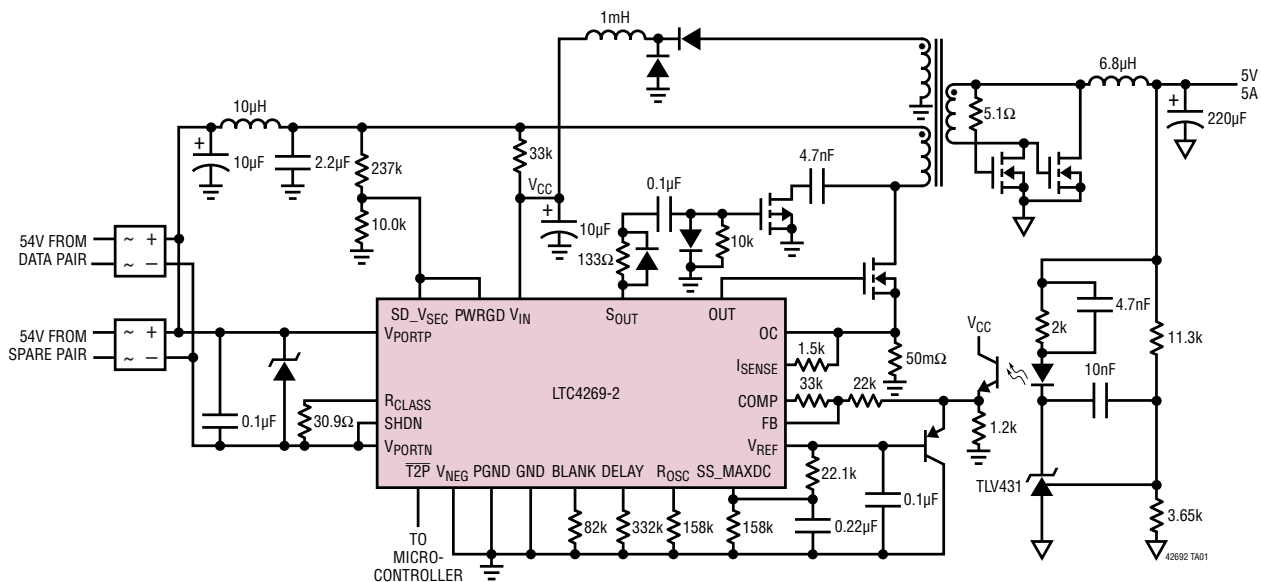 1mH
6.8µH
5V
5A
5.1Ω
+
220µF
10µH
+
10µF
2.2µF
237k
33k
4.7nF
0.1µF
VCC
+
10µF
10.0k
133Ω
10k
54V FROM
DATA PAIR
~ +
~ –
54V FROM
SPARE PAIR
~ +
~ –
SD_VSEC PWRGD VIN SOUT OUT
VPORTP
OC
ISENSE
1.5k
50mΩ
VCC
2k
4.7nF
11.3k
LTC4269-2
33k
22k
10nF
RCLASS
COMP
SHDN
FB
0.1µF
30.9Ω
1.2k
VPORTN
VREF
T2P VNEG PGND GND BLANK DELAY ROSC SS_MAXDC
22.1k
0.1µF
TLV431
82k
332k
158k
158k
0.22µF
3.65k
TO
MICRO-
CONTROLLER
42692 TA01